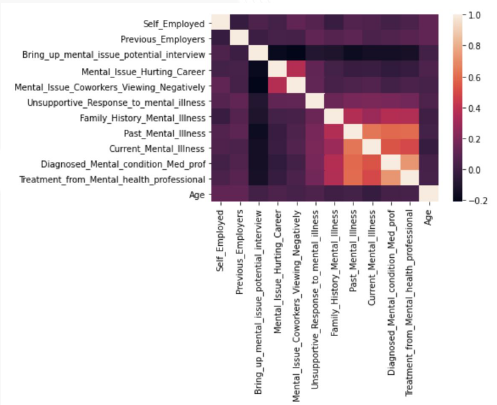 Self_Employed
Previous_Employers
Bring_up_mental_issue_potential_interview
Mental_Issue_Hurting_Career
Mental_Issue_Coworkers_Viewing_Negatively
Unsupportive_Response_to_mental_illness
Family_History_Mental_Illness
Past_Mental_Illness
Current_Mental_Illness
Diagnosed_Mental_condition_Med_prof
Treatment_from_Mental_health_professional
Age
1.0
0.8
0.6
0.4
0.2
0.0
-0.2
Self_Employed
Previous_Employers
Bring_up_mental_issue_potential_interview
Mental_Issue_Hurting_Career
Mental_Issue_Coworkers_Viewing_Negatively
Unsupportive_Response_to_mental_illness
Family_History_Mental_Illness
Past_Mental_Illness
Current_Mental_Illness
Diagnosed_Mental_condition_Med_prof
Treatment_from_Mental_health_professional
Age